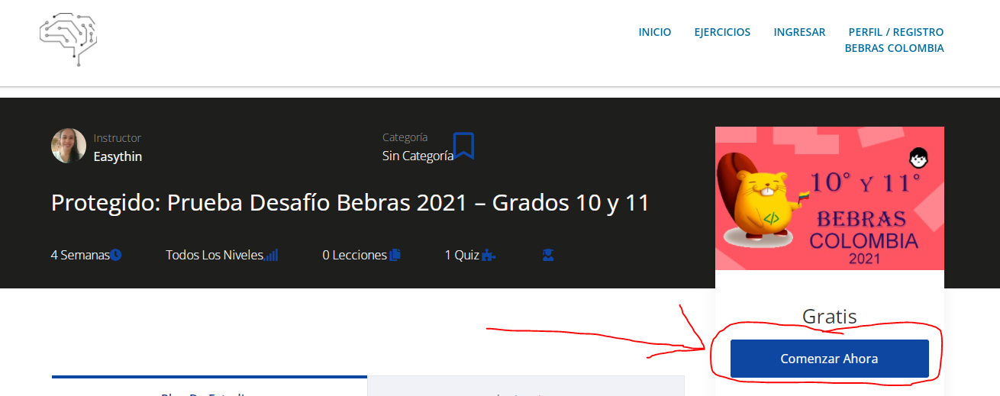 INICIO EJERCICIOS INGRESAR PERFIL / REGISTRO
BEBRAS COLOMBIA
Instructor
Easythin
Categoría
Sin Categoría
Protegido: Prueba Desafío Bebras 2021 – Grados 10 y 11
4 Semanas Todos Los Niveles 0 Lecciones 1 Quiz
10° Y 11°
</>
BEBRAS
COLOMBIA
2021
Gratis
Comenzar Ahora